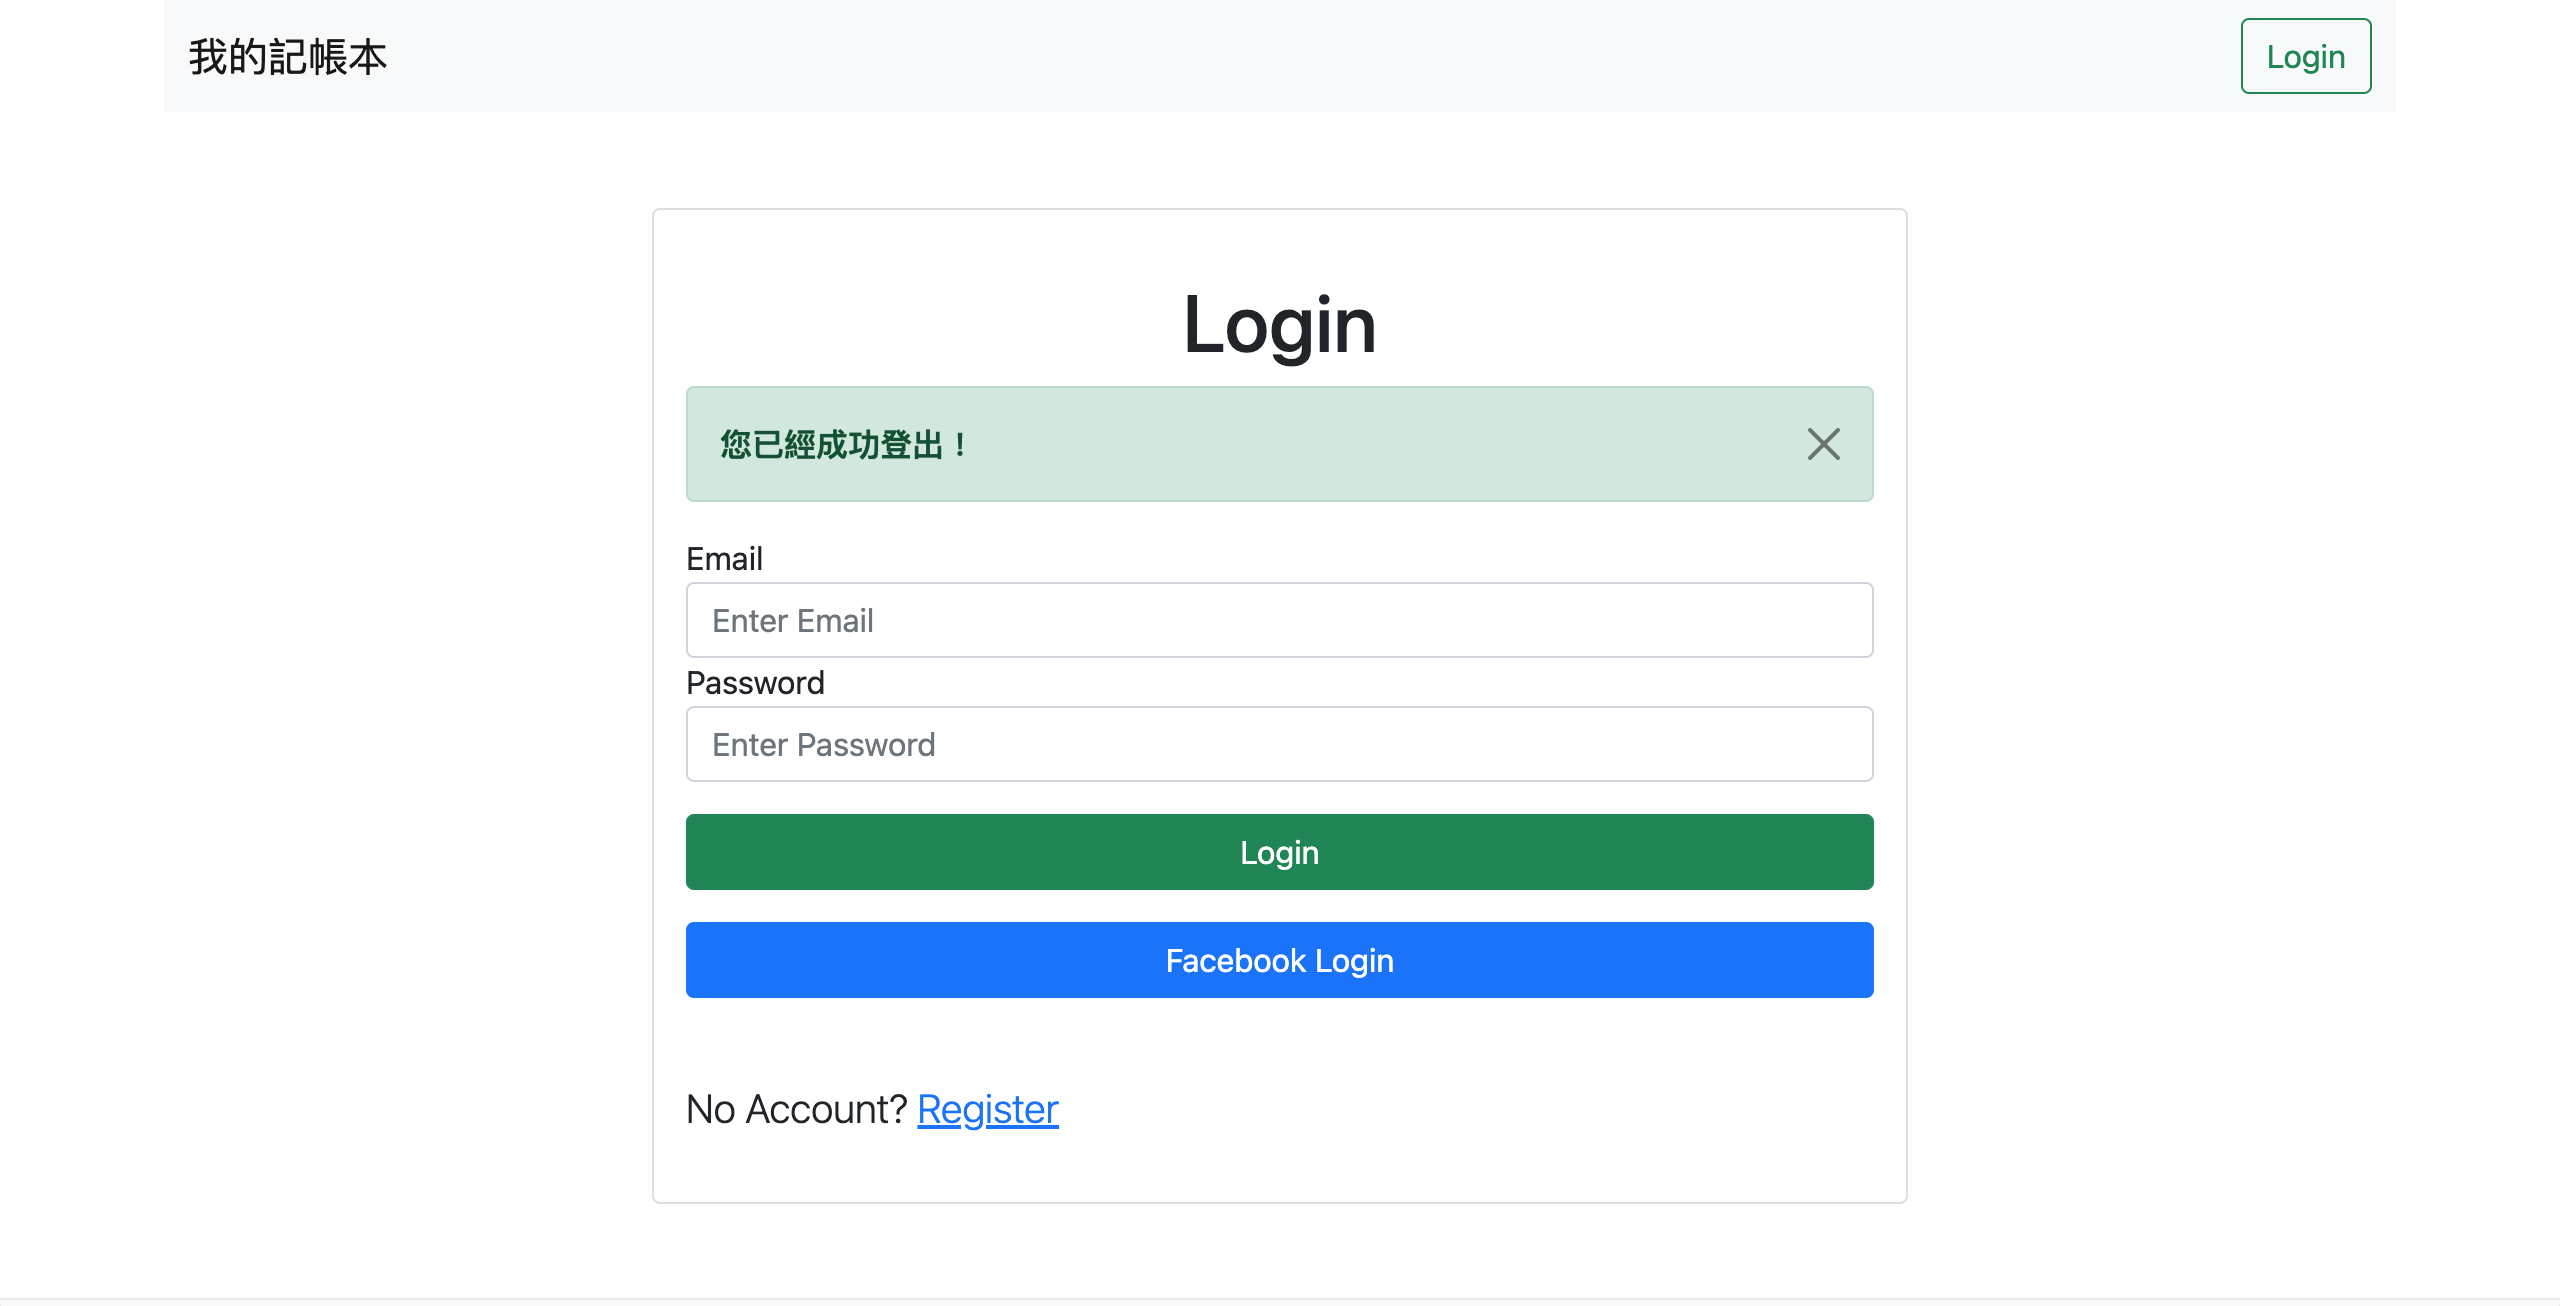 我的記帳本
Login
Login
您已經成功登出！
Email
Enter Email
Password
Enter Password
Login
Facebook Login
No Account? Register